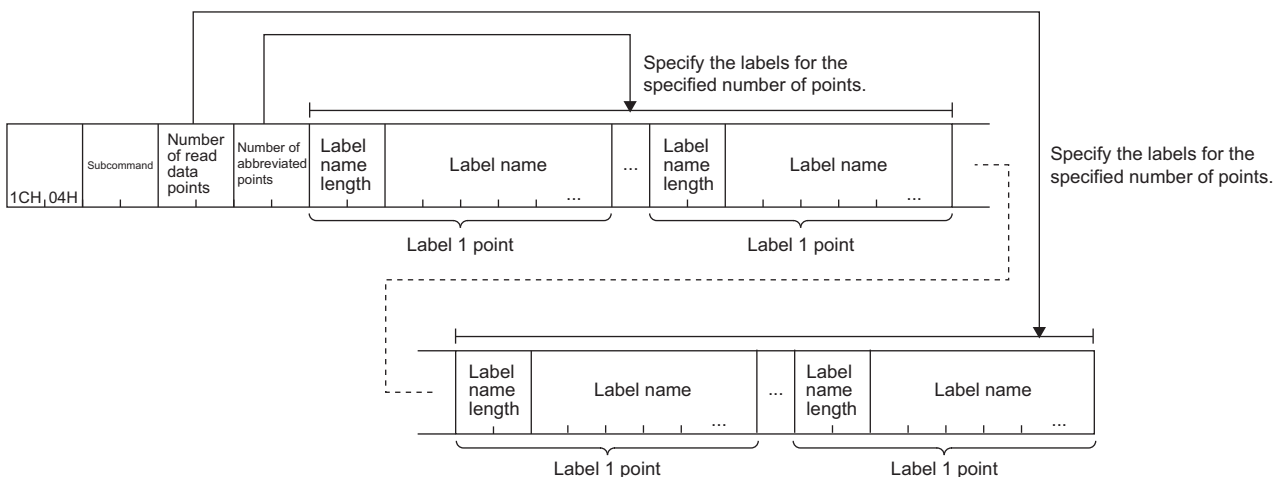 Specify the labels for the
specified number of points.
Specify the labels for the
specified number of points.
1CH, 04H
Subcommand
Number
of read
data
points
Number of
abbreviated
points
Label
name
length
Label name
...
...
Label
name
length
Label name
...
Label 1 point
Label 1 point
Label
name
length
Label name
...
...
Label
name
length
Label name
...
Label 1 point
Label 1 point